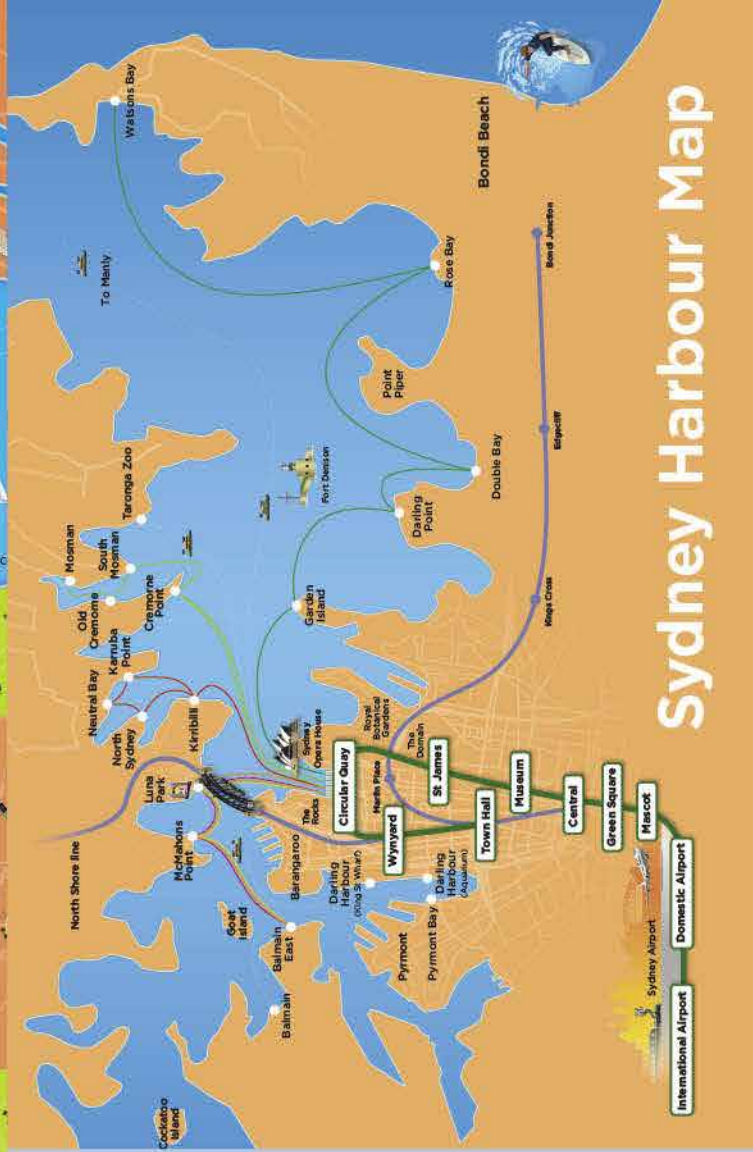 Sydney Harbour Map
North Shore line
Luna
Park
McMahons
Point
Neutral Bay
Karruba
Point
North
Sydney
Kirribilli
Old
Cremorne
Cremorne
Point
Mosman
South
Mosman
Taronga Zoo
To Manly
Watsons Bay
Cockatoo
Island
Balmain
Balmain
East
Goat
Island
Barangaroo
The
Rocks
Sydney
Opera House
Garden
Island
Fort Denison
Darling
Point
Double Bay
Point
Piper
Rose Bay
Bondi Beach
Darling
Harbour
(King St Wharf)
Darling
Harbour
(Aquarium)
Pyrmont
Pyrmont Bay
Circular Quay
Wynyard
Martin Place
Royal
Botanical
Gardens
The
Domain
St James
Town Hall
Museum
Central
Green Square
Mascot
Domestic Airport
International Airport
Sydney Airport
Kings Cross
Edgecliff
Bondi Junction